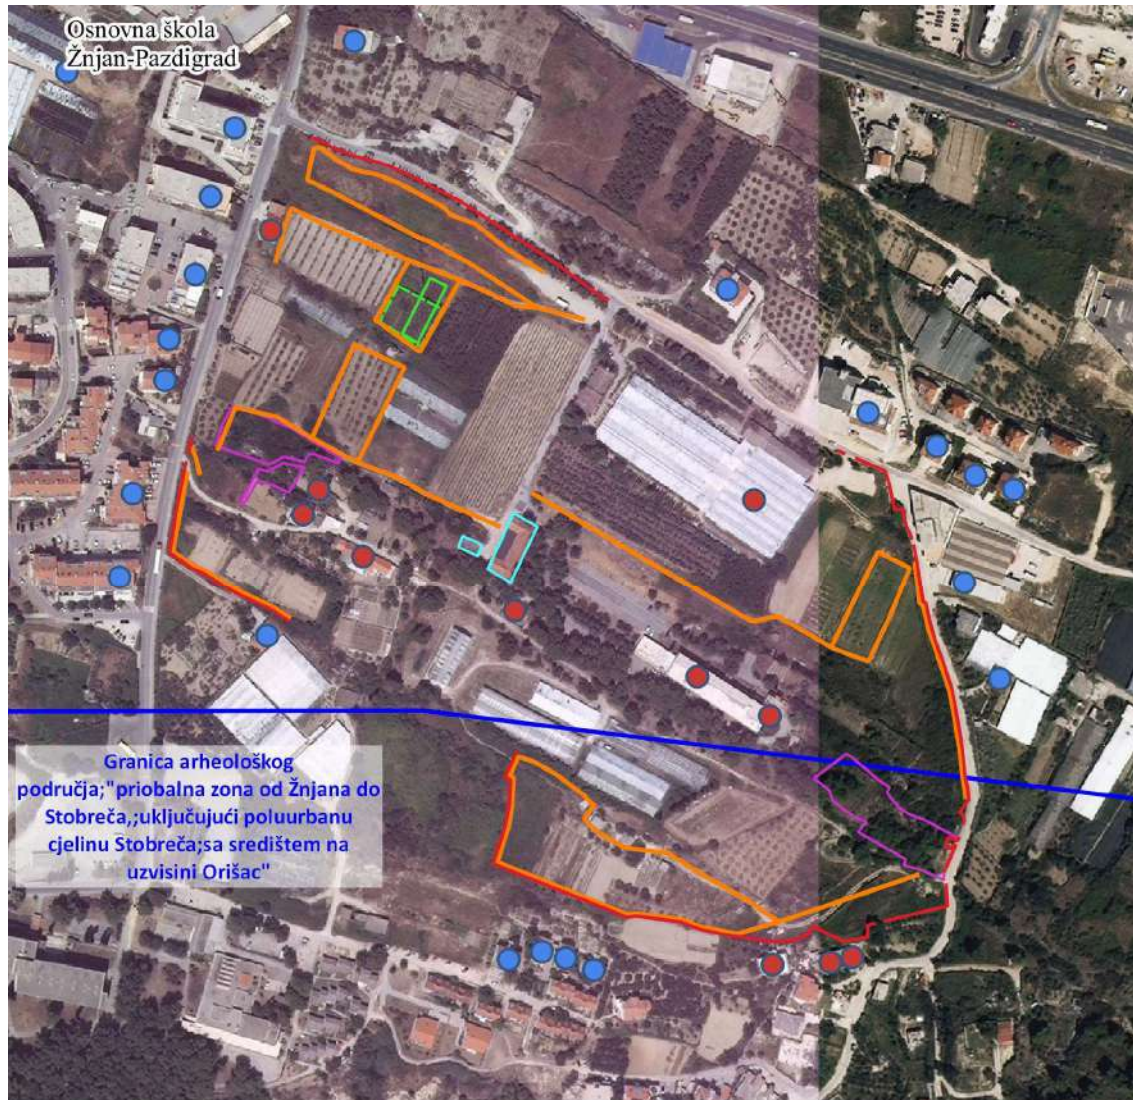 Osnovna škola
Žnjan-Pazdigrad
Granica arheološkog
područja;"priobalna zona od Žnjana do
Stobreča,;uključujući poluurbanu
cjelinu Stobreča;sa središtem na
uzvisini Orišac"